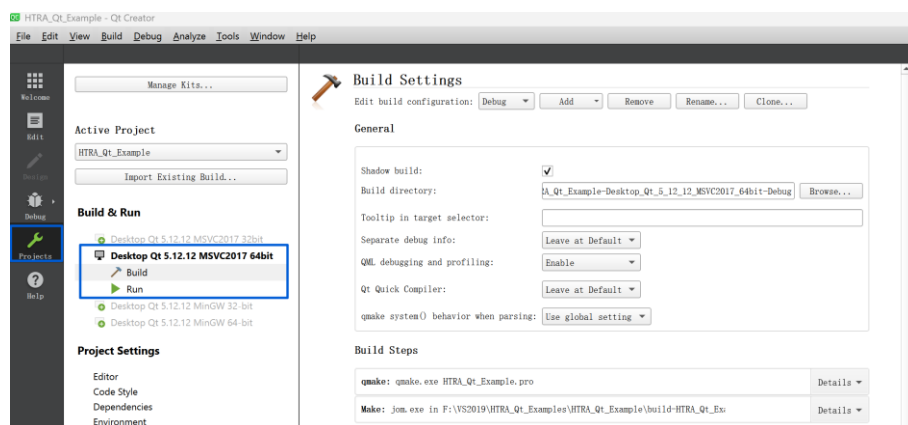 HTRA_Qt_Example - Qt Creator
File Edit View Build Debug Analyze Tools Window Help
Welcome
Edit
Design
Debug
Projects
Help
Manage Kits...
Active Project
HTRA_Qt_Example
Import Existing Build...
Build & Run
Desktop Qt 5.12.12 MSVC2017 32bit
Desktop Qt 5.12.12 MSVC2017 64bit
Build
Run
Desktop Qt 5.12.12 MinGW 32-bit
Desktop Qt 5.12.12 MinGW 64-bit
Project Settings
Editor
Code Style
Dependencies
Environment
Build Settings
Edit build configuration: Debug Add Remove Rename... Clone...
General
Shadow build:
Build directory: A_Qt_Example-Desktop_Qt_5_12_12_MSVC2017_64bit-Debug Browse...
Tooltip in target selector:
Separate debug info: Leave at Default
QML debugging and profiling: Enable
Qt Quick Compiler: Leave at Default
qmake system() behavior when parsing: Use global setting
Build Steps
qmake: qmake.exe HTRA_Qt_Example.pro Details
Make: jom.exe in F:\VS2019\HTRA_Qt_Examples\HTRA_Qt_Example\build-HTRA_Qt_Ex Details